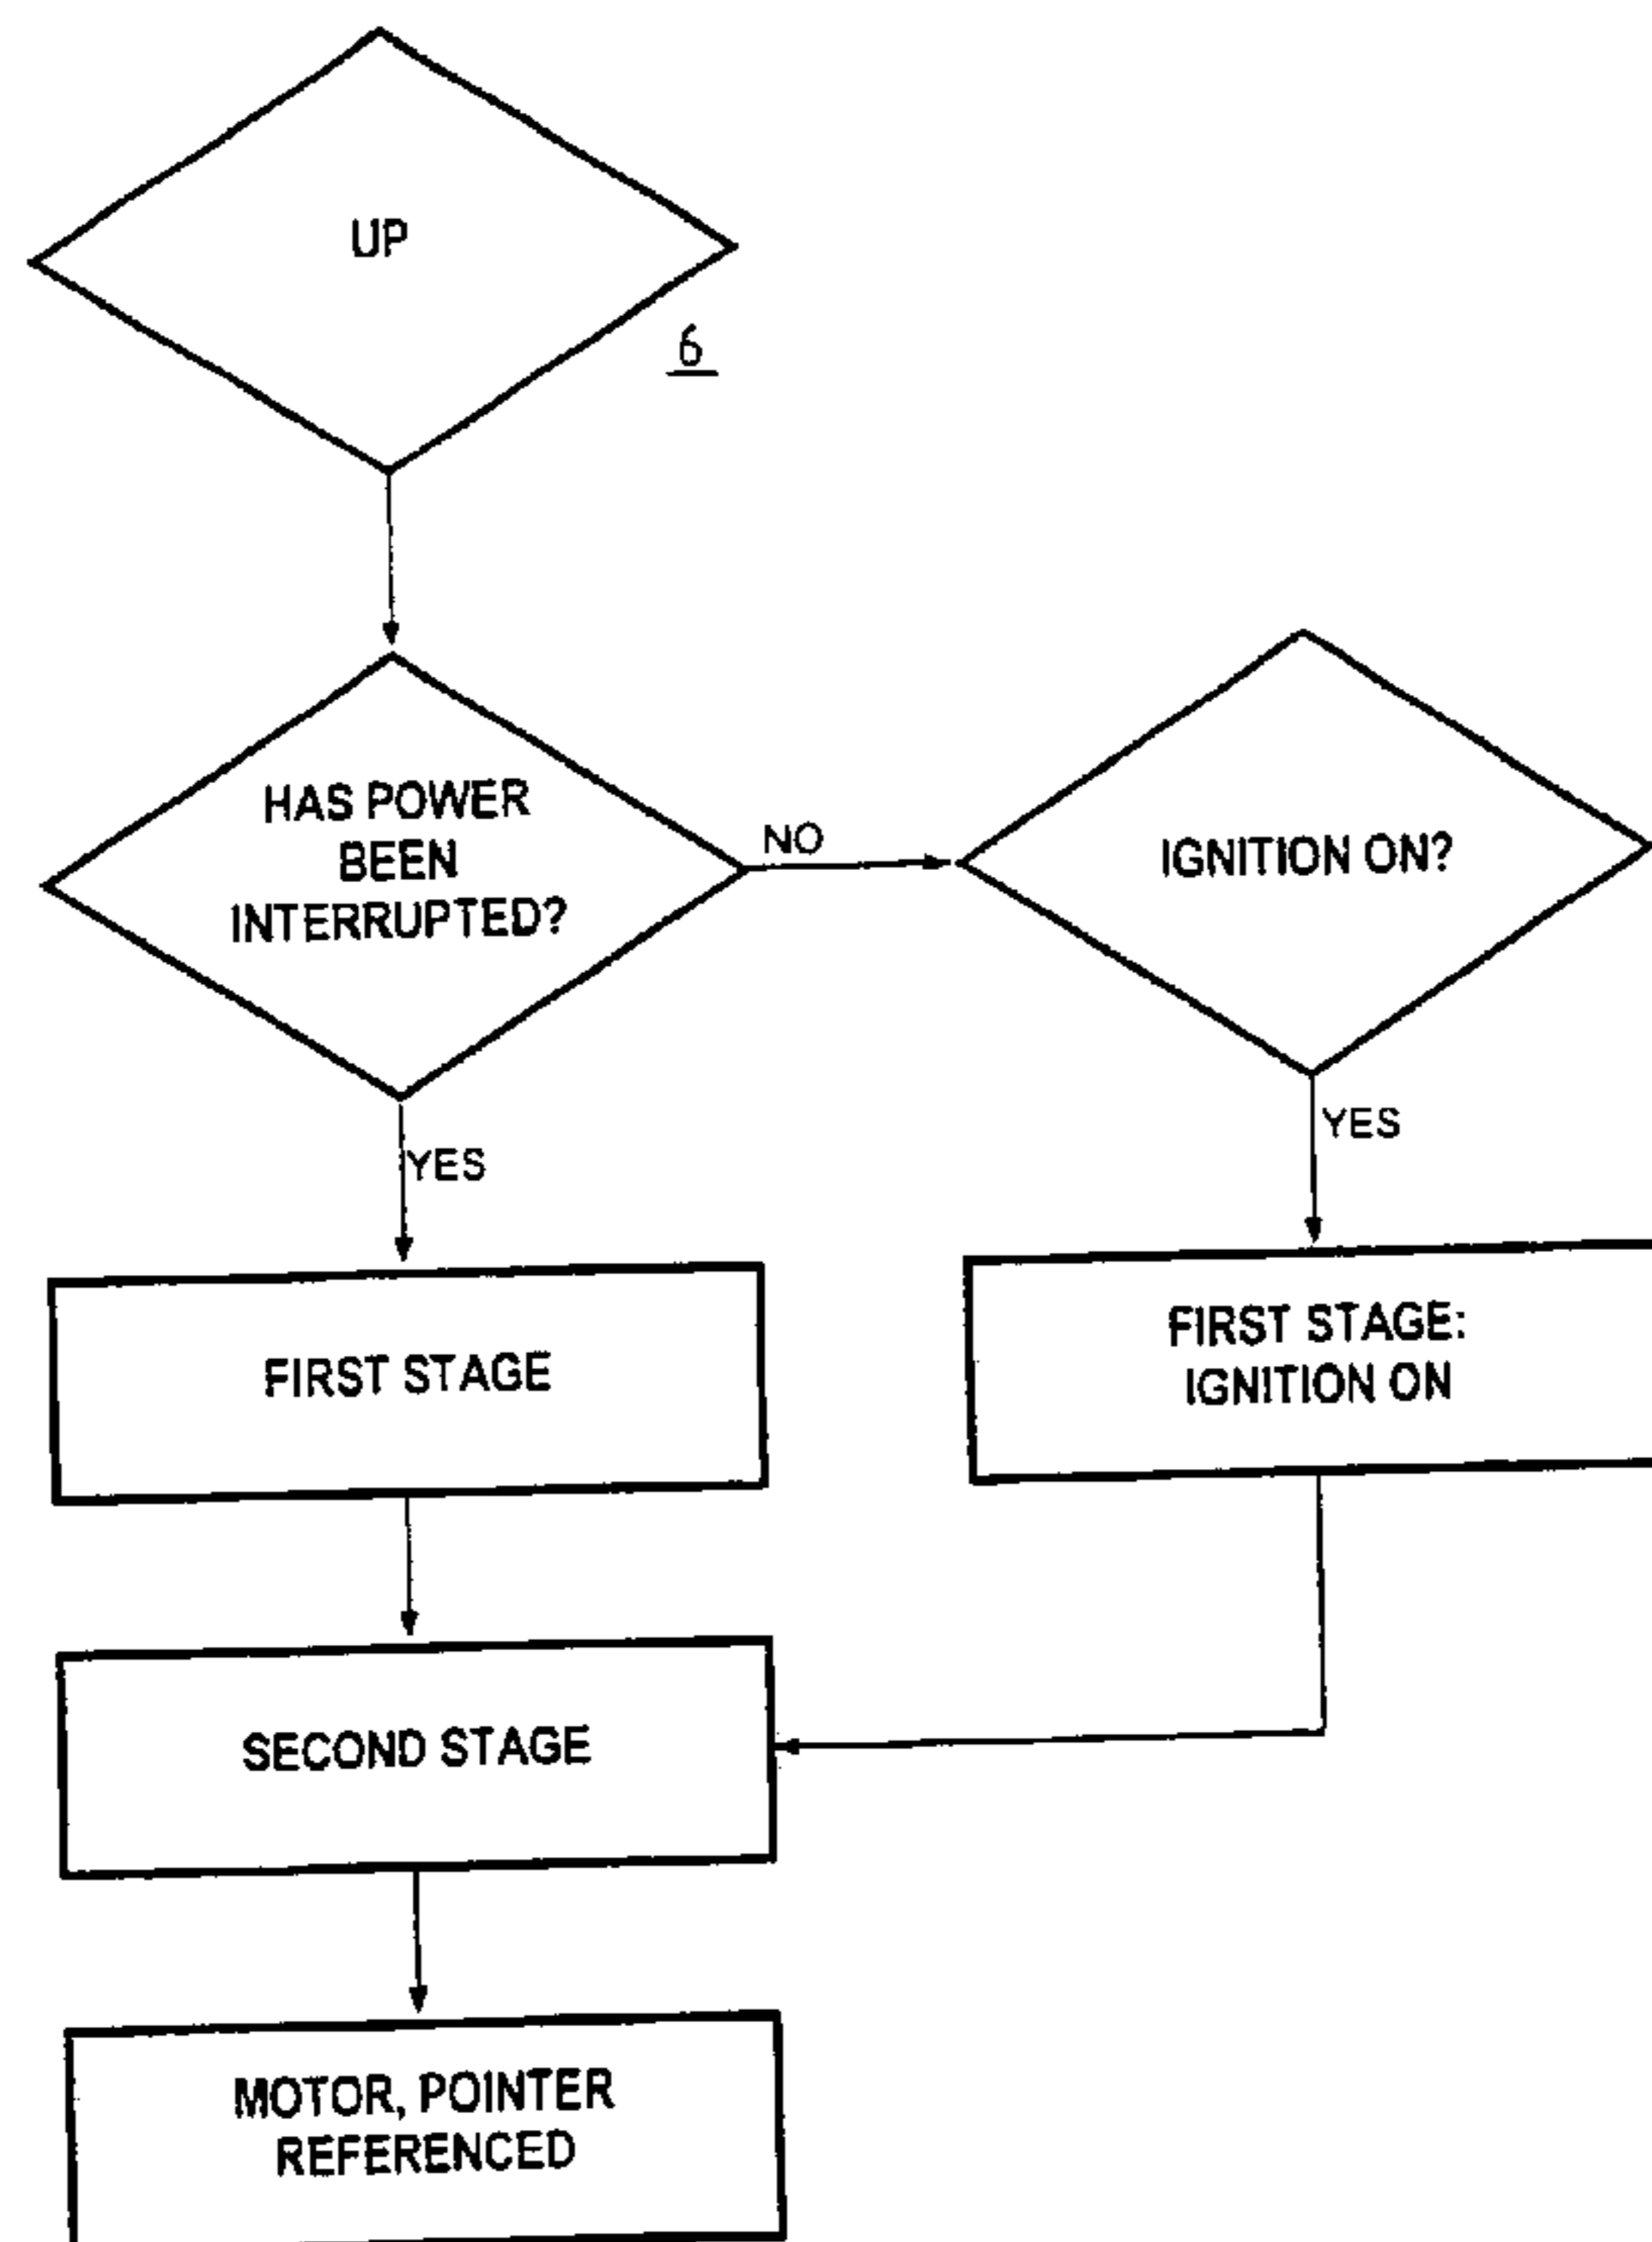 UP
6
HAS POWER
BEEN
INTERRUPTED?
NO
IGNITION ON?
YES
YES
FIRST STAGE
FIRST STAGE:
IGNITION ON
SECOND STAGE
MOTOR, POINTER
REFERENCED